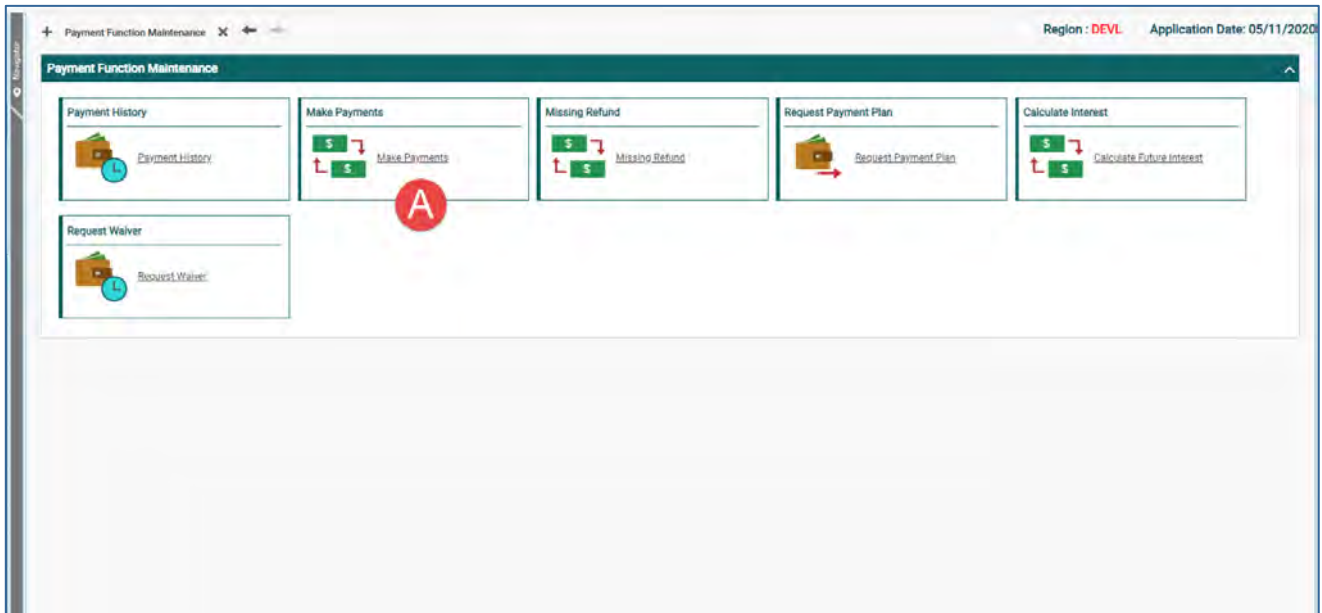 Navigator
Payment Function Maintenance
Region : DEVL Application Date: 05/11/2020
Payment Function Maintenance
Payment History
Payment History
Make Payments
$
$
Make Payments
A
Missing Refund
$
$
Missing Refund
Request Payment Plan
Request Payment Plan
Calculate Interest
$
$
Calculate Future Interest
Request Waiver
Request Waiver